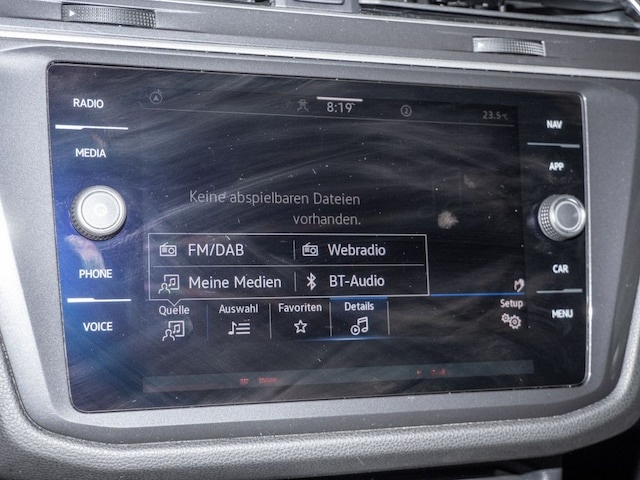 RADIO
MEDIA
PHONE
VOICE
8:19
2
23.5°C
Keine abspielbaren Dateien
vorhanden.
FM/DAB
Webradio
Meine Medien
BT-Audio
Quelle
Auswahl
Favoriten
Details
Setup
NAV
APP
CAR
MENU